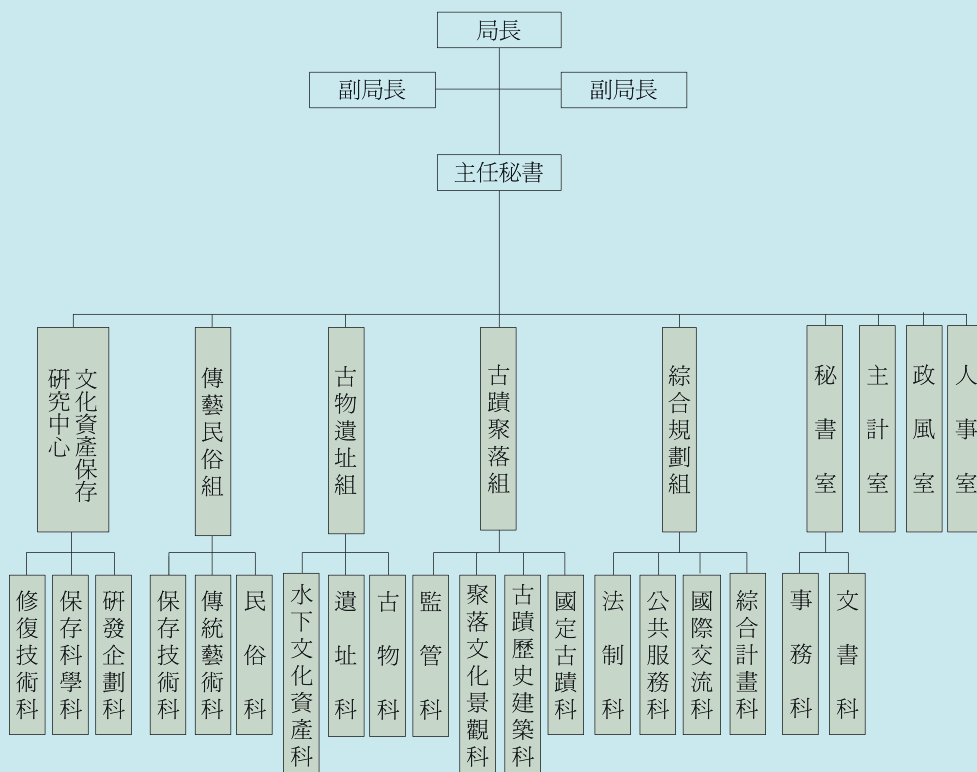 局長
副局長
副局長
主任秘書
文化資產保存
研究中心
傳藝民俗組
古物遺址組
古蹟聚落組
綜合規劃組
秘書室
主計室
政風室
人事室
修復技術科
保存科學科
研發企劃科
保存技術科
傳統藝術科
民俗科
水下文化資產科
遺址科
古物科
監管科
聚落文化景觀科
古蹟歷史建築科
國定古蹟科
法制科
公共服務科
國際交流科
綜合計畫科
事務科
文書科